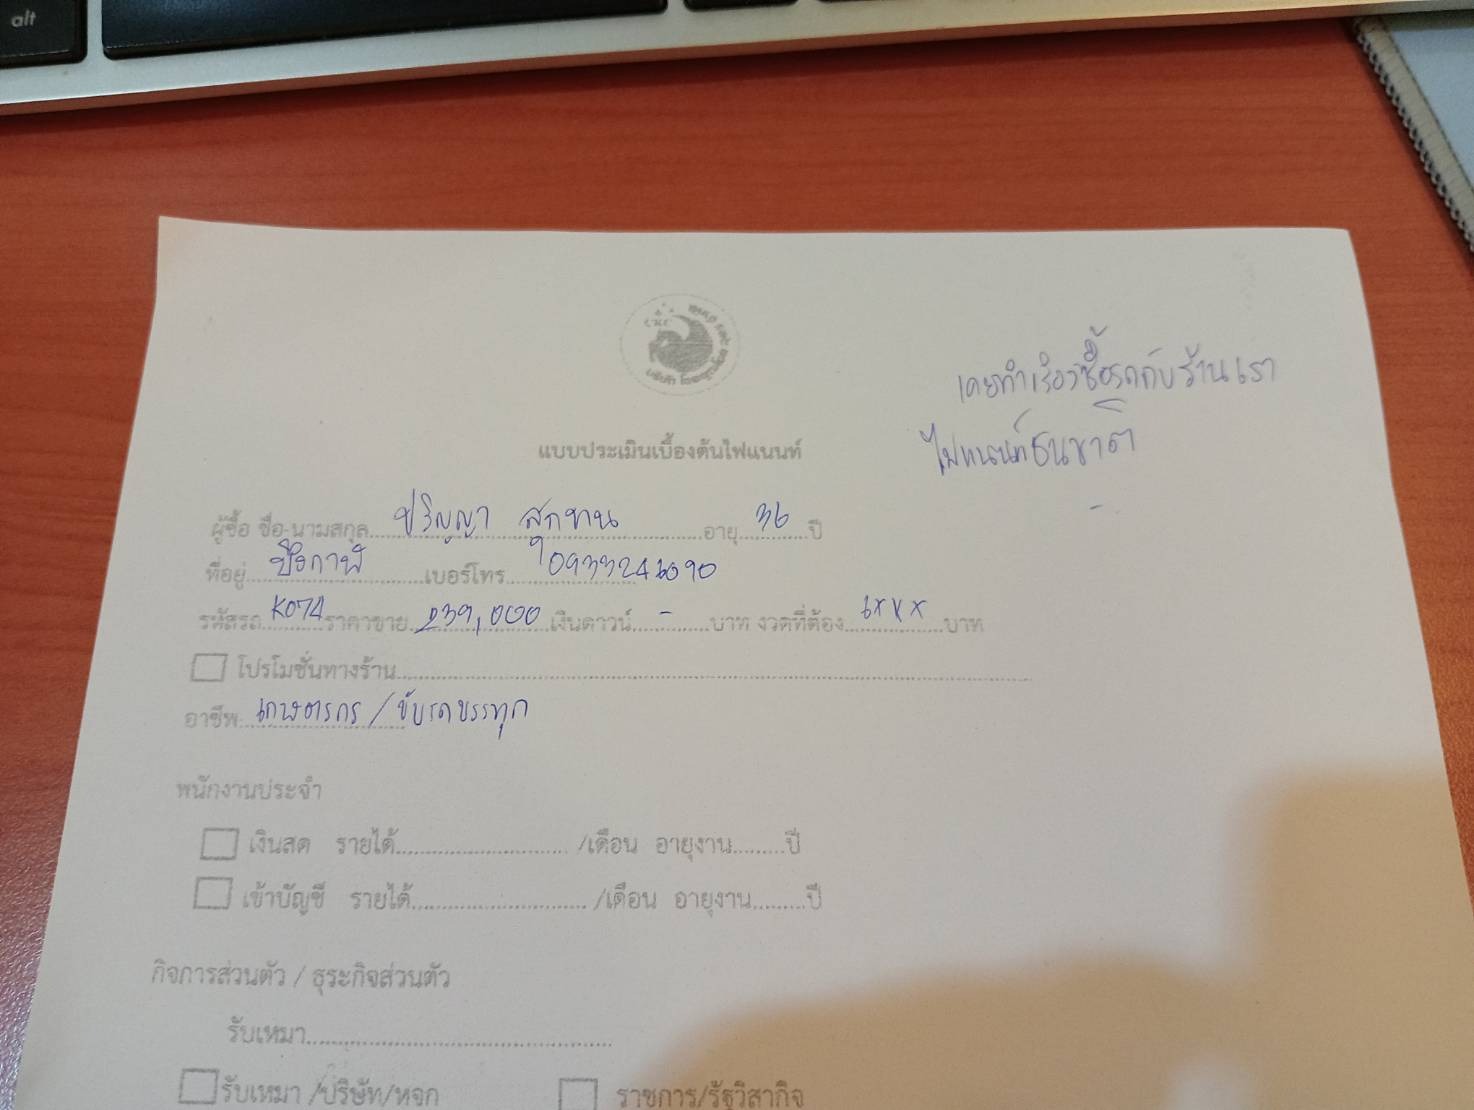 alt
เคยทำเรื่องซื้อรถกับร้านเรา
ไฟแนนท์ธนชาติ
-
แบบประเมินเบื้องต้นไฟแนนท์
ผู้ซื้อ ชื่อ-นามสกุล ปริญญา อายุ 36 ปี
ที่อยู่ บึงกาฬ เบอร์โทร
รหัสรถ K074 ราคาขาย 239,000 เงินดาวน์ - บาท งวดที่ต้อง บาท
โปรโมชั่นทางร้าน
อาชีพ เกษตรกร / ขับรถบรรทุก
พนักงานประจำ
เงินสด รายได้ /เดือน อายุงาน ปี
เข้าบัญชี รายได้ /เดือน อายุงาน ปี
กิจการส่วนตัว / ธุระกิจส่วนตัว
รับเหมา
รับเหมา /บริษัท/หจก ราชการ/รัฐวิสากิจ